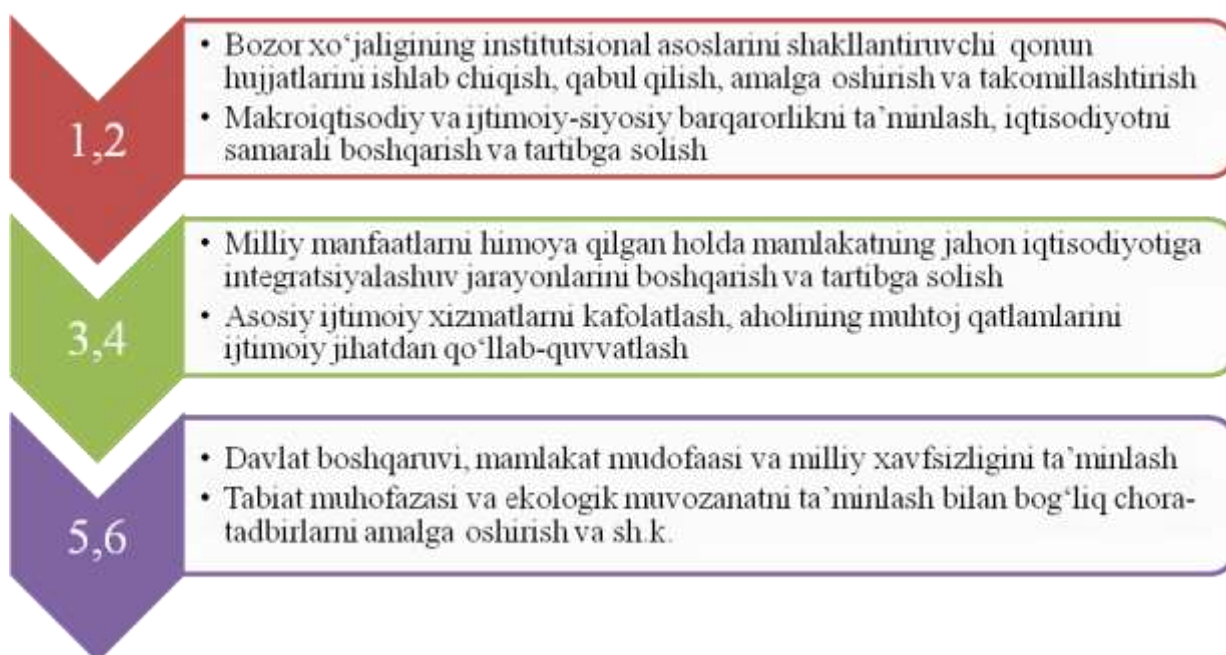 1,2
• Bozor xo‘jaligining institutsional asoslarini shakllantiruvchi qonun
hujjatlarini ishlab chiqish, qabul qilish, amalga oshirish va takomillashtirish
• Makroiqtisodiy va ijtimoiy-siyosiy barqarorlikni ta’minlash, iqtisodiyotni
samarali boshqarish va tartibga solish
3,4
• Milliy manfaatlarni himoya qilgan holda mamlakatning jahon iqtisodiyotiga
integratsiyalashuv jarayonlarini boshqarish va tartibga solish
• Asosiy ijtimoiy xizmatlarni kafolatlash, aholining muhtoj qatlamlarini
ijtimoiy jihatdan qo‘llab-quvvatlash
5,6
• Davlat boshqaruvi, mamlakat mudofaasi va milliy xavfsizligini ta’minlash
• Tabiat muhofazasi va ekologik muvozanatni ta’minlash bilan bog‘liq chora-
tadbirlarni amalga oshirish va sh.k.